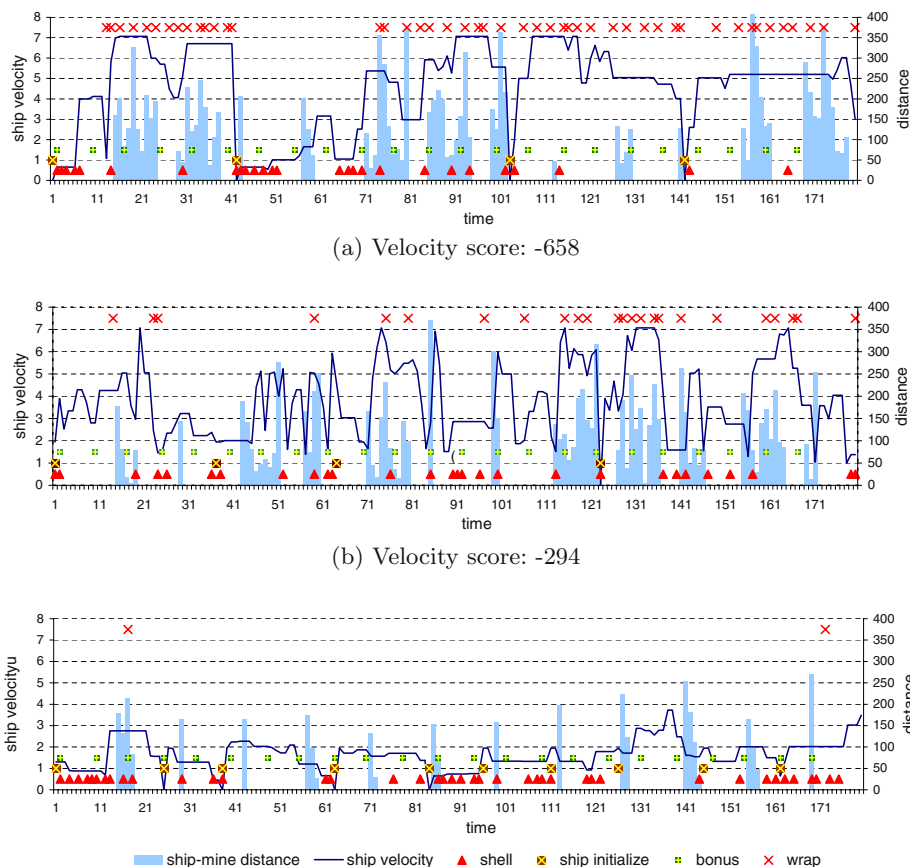 8 400
7 350
6 300
5 250
4 200
3 150
2 100
1 50
0 0
ship velocity
distance
1 11 21 31 41 51 61 71 81 91 101 111 121 131 141 151 161 171
time
(a) Velocity score: -658
8 400
7 350
6 300
5 250
4 200
3 150
2 100
1 50
0 0
ship velocity
distance
1 11 21 31 41 51 61 71 81 91 101 111 121 131 141 151 161 171
time
(b) Velocity score: -294
8 400
7 350
6 300
5 250
4 200
3 150
2 100
1 50
0 0
ship velocityu
distance
1 11 21 31 41 51 61 71 81 91 101 111 121 131 141 151 161 171
time
ship-mine distance ship velocity shell ship initialize bonus wrap